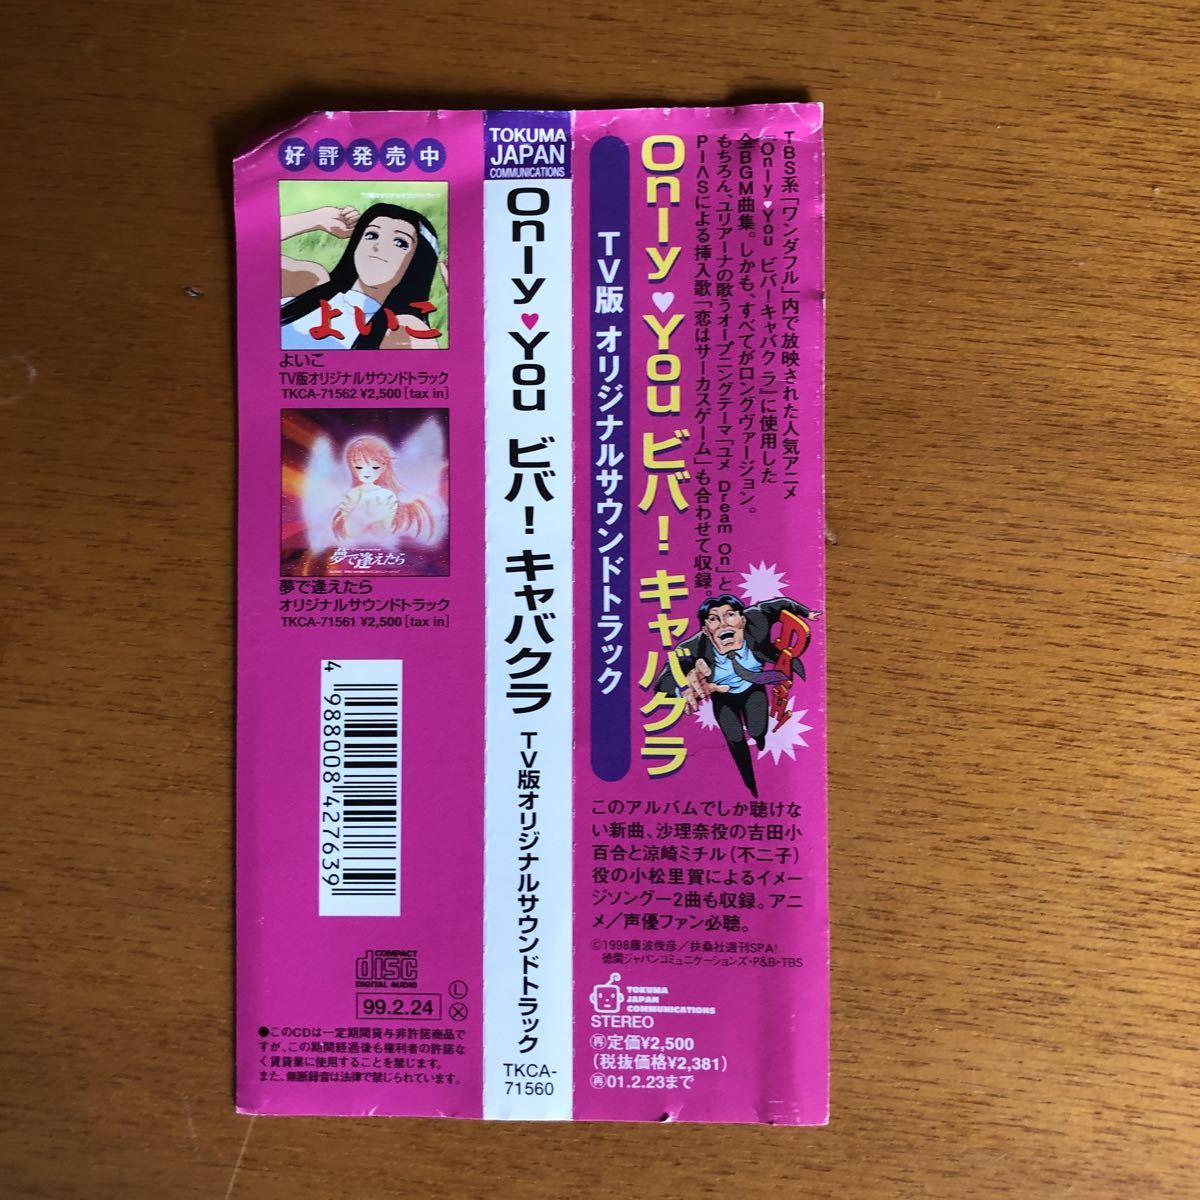 TBS系「ワンダフル」内で放映された人気アニメ
「Only♥You ビバ!キャバクラ」に使用した
全BGM曲集。しかも、すべてがロングヴァージョン。
もちろん、ユリアーナの歌うオープニングテーマ「ユメ Dream On」と
PIASによる挿入歌「恋はサーカスゲーム」も合わせて収録。
Only♥You ビバ!キャバクラ
TV版 オリジナルサウンドトラック
DASH!
このアルバムでしか聴けな
い新曲、沙理奈役の吉田小
百合と涼崎ミチル(不二子)
役の小松里賀によるイメー
ジソング―2曲も収録。アニ
メ/声優ファン必聴。
©1998藤波俊彦/扶桑社週刊SPA!
徳間ジャパンコミュニケーションズ・P&B・TBS
TOKUMA
JAPAN
COMMUNICATIONS
STEREO
㊢定価¥2,500
(税抜価格¥2,381)
㊢01.2.23まで
TOKUMA
JAPAN
COMMUNICATIONS
Only♥You ビバ!キャバクラ TV版オリジナルサウンドトラック
TKCA-
71560
好評発売中
よいこ
よいこ
TV版オリジナルサウンドトラック
TKCA-71562 ¥2,500[tax in]
夢で逢えたら
夢で逢えたら
オリジナルサウンドトラック
TKCA-71561 ¥2,500[tax in]
4 988008 427639
COMPACT
disc
DIGITAL AUDIO
99.2.24
Ⓛ
ⓧ
●このCDは一定期間貸与非許諾商品で
すが、この期間経過後も権利者の許諾な
く賃貸業に使用することを禁じます。
また、無断録音は法律で禁じられています。